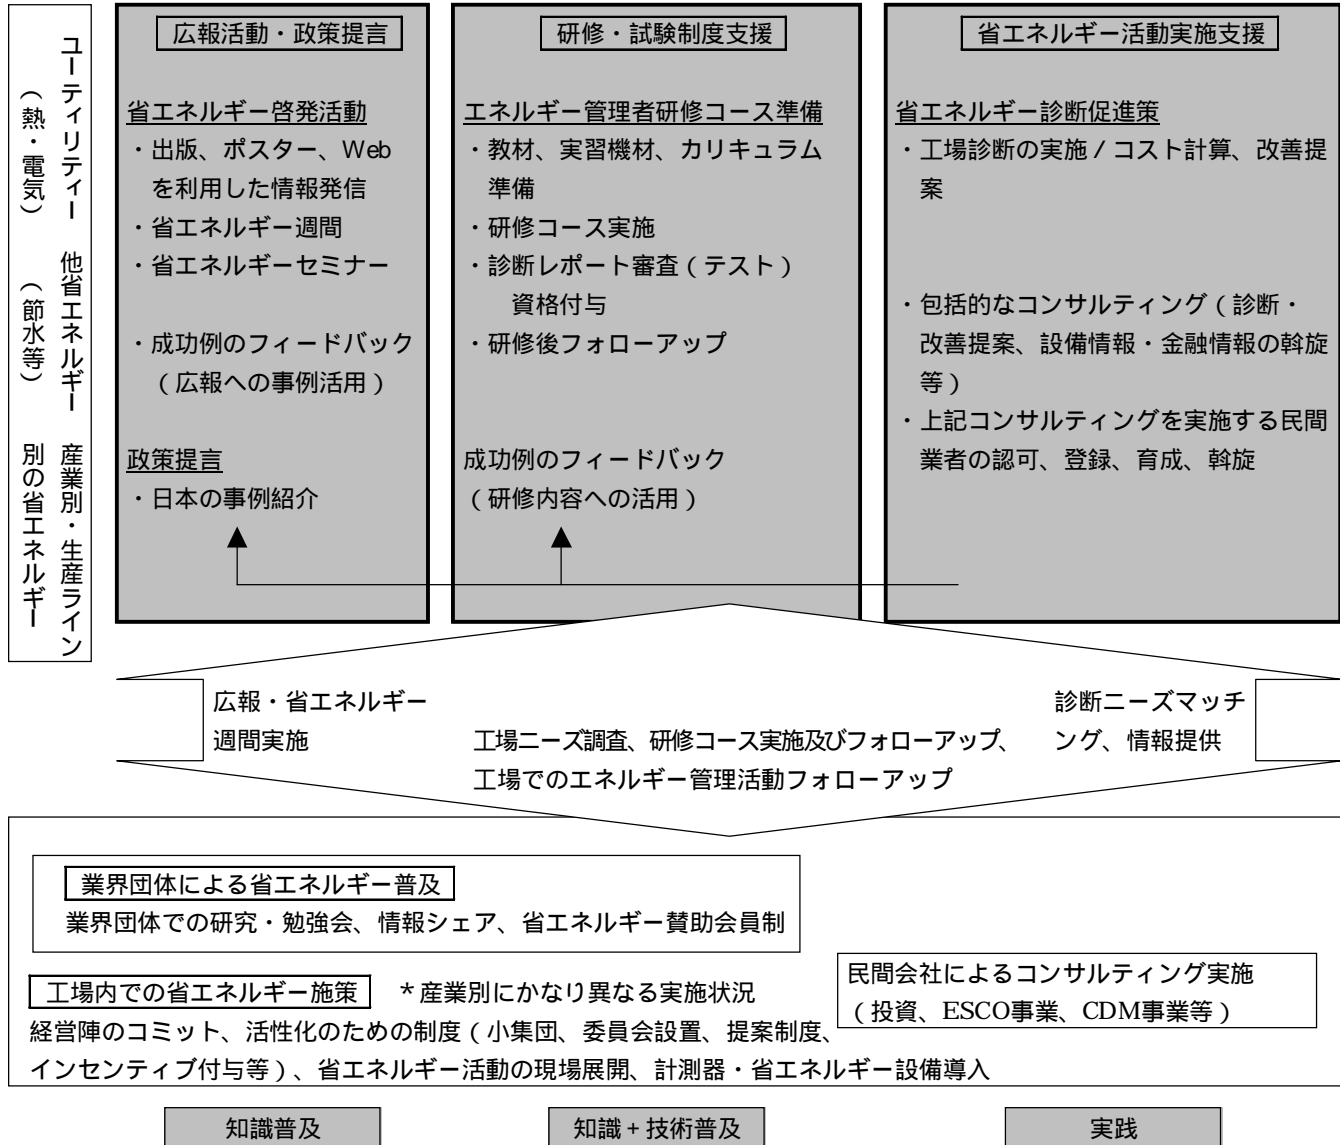 ユーティリティー　他省エネルギー　産業別・生産ライン
（熱・電気）　（節水等）　別の省エネルギー
広報活動・政策提言
省エネルギー啓発活動
・出版、ポスター、Web
を利用した情報発信
・省エネルギー週間
・省エネルギーセミナー
・成功例のフィードバック
（広報への事例活用）
政策提言
・日本の事例紹介
研修・試験制度支援
エネルギー管理者研修コース準備
・教材、実習機材、カリキュラム
準備
・研修コース実施
・診断レポート審査（テスト）
資格付与
・研修後フォローアップ
成功例のフィードバック
（研修内容への活用）
省エネルギー活動実施支援
省エネルギー診断促進策
・工場診断の実施／コスト計算、改善提
案
・包括的なコンサルティング（診断・
改善提案、設備情報・金融情報の斡旋
等）
・上記コンサルティングを実施する民間
業者の認可、登録、育成、斡旋
広報・省エネルギー
週間実施
工場ニーズ調査、研修コース実施及びフォローアップ、
工場でのエネルギー管理活動フォローアップ
診断ニーズマッチ
ング、情報提供
業界団体による省エネルギー普及
業界団体での研究・勉強会、情報シェア、省エネルギー賛助会員制
工場内での省エネルギー施策　＊産業別にかなり異なる実施状況
経営陣のコミット、活性化のための制度（小集団、委員会設置、提案制度、
インセンティブ付与等）、省エネルギー活動の現場展開、計測器・省エネルギー設備導入
民間会社によるコンサルティング実施
（投資、ESCO事業、CDM事業等）
知識普及
知識+技術普及
実践